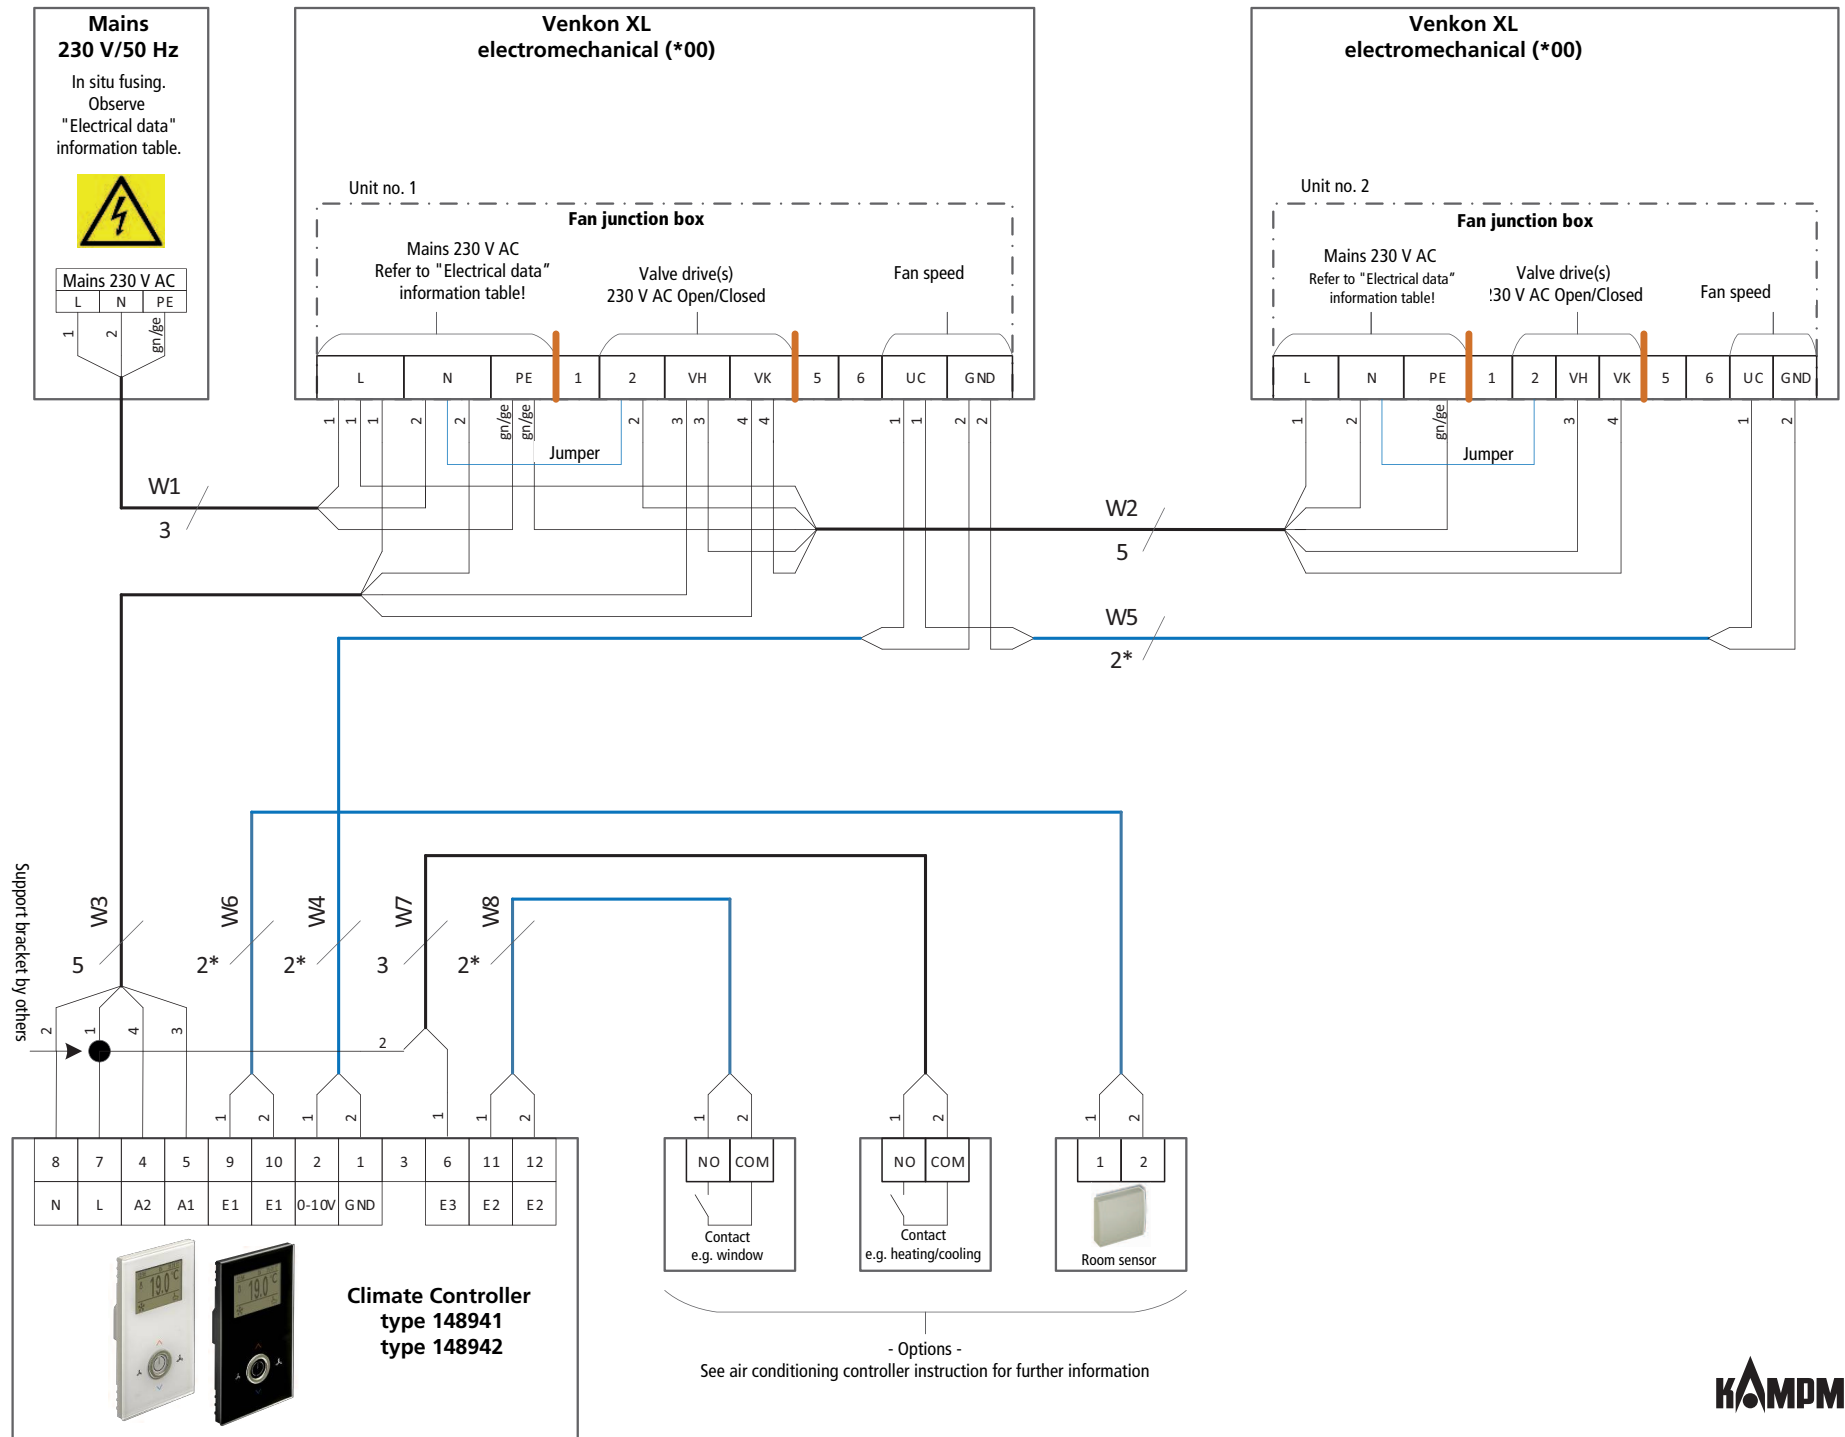 Mains
230 V/50 Hz
In situ fusing.
Observe
"Electrical data"
information table.
Mains 230 V AC
L N PE
1 2 gn/ge
Venkon XL
electromechanical (*00)
Unit no. 1
Fan junction box
Mains 230 V AC
Refer to "Electrical data"
information table!
Valve drive(s)
230 V AC Open/Closed
Fan speed
L N PE 1 2 VH VK 5 6 UC GND
1 1 1 2 2 gn/ge gn/ge 2 3 3 4 4 1 1 2 2
Jumper
Venkon XL
electromechanical (*00)
Unit no. 2
Fan junction box
Mains 230 V AC
Refer to "Electrical data"
information table!
Valve drive(s)
230 V AC Open/Closed
Fan speed
L N PE 1 2 VH VK 5 6 UC GND
1 2 gn/ge 3 4 1 2
Jumper
W1
3
W2
5
W5
2*
Support bracket by others
W3
5
W6
2*
W4
2*
W7
3
W8
2*
2 1 4 3
2
1 2 1 2 1 1 2
8 7 4 5 9 10 2 1 3 6 11 12
N L A2 A1 E1 E1 0-10V GND E3 E2 E2
19.0°C
19.0°C
Climate Controller
type 148941
type 148942
1 2
NO COM
Contact
e.g. window
1 2
NO COM
Contact
e.g. heating/cooling
1 2
1 2
Room sensor
- Options -
See air conditioning controller instruction for further information
KAMPM